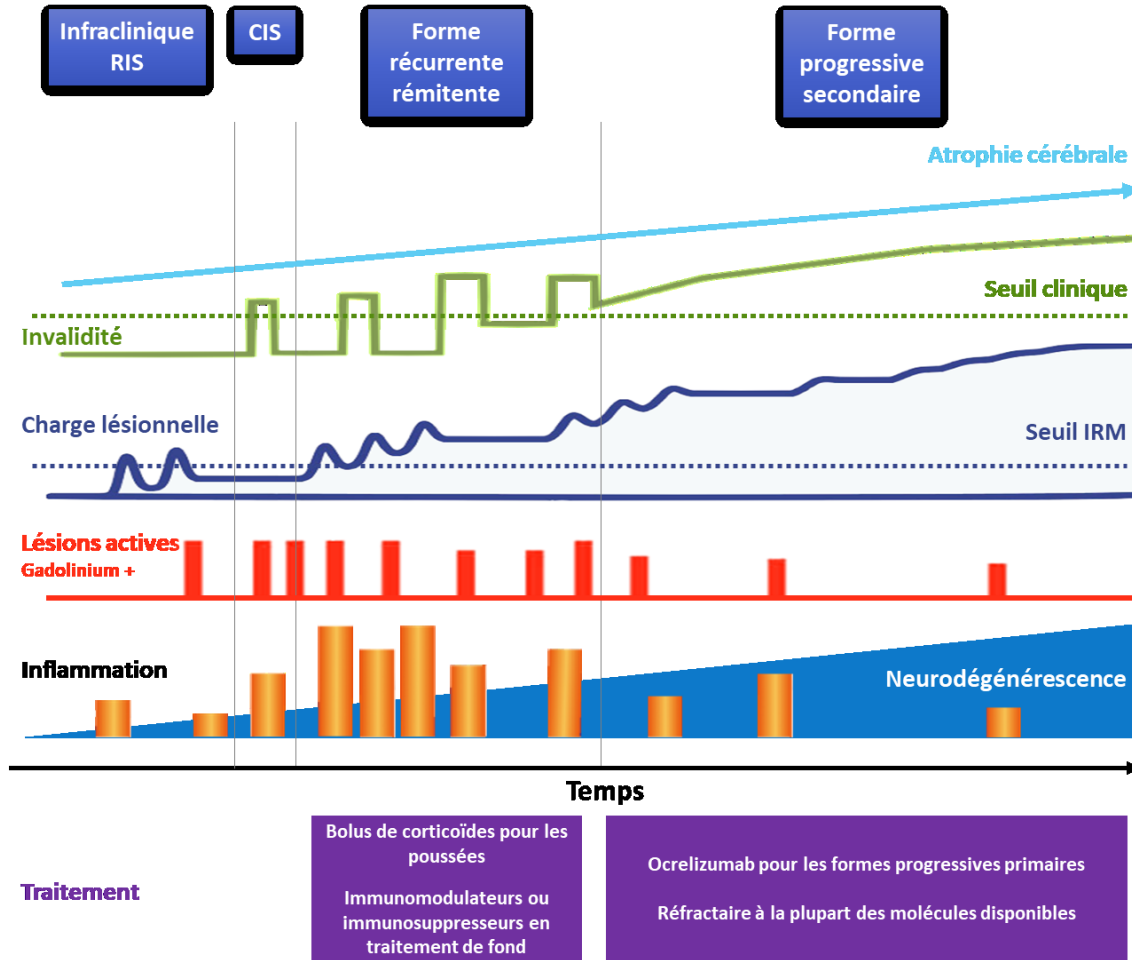 Infraclinique
RIS
CIS
Forme
récurrente
rémitente
Forme
progressive
secondaire
Atrophie cérébrale
Seuil clinique
Invalidité
Charge lésionnelle
Seuil IRM
Lésions actives
Gadolinium +
Inflammation
Neurodégénérescence
Temps
Traitement
Bolus de corticoïdes pour les
poussées
Immunomodulateurs ou
immunosuppresseurs en
traitement de fond
Ocrelizumab pour les formes progressives primaires
Réfractaire à la plupart des molécules disponibles